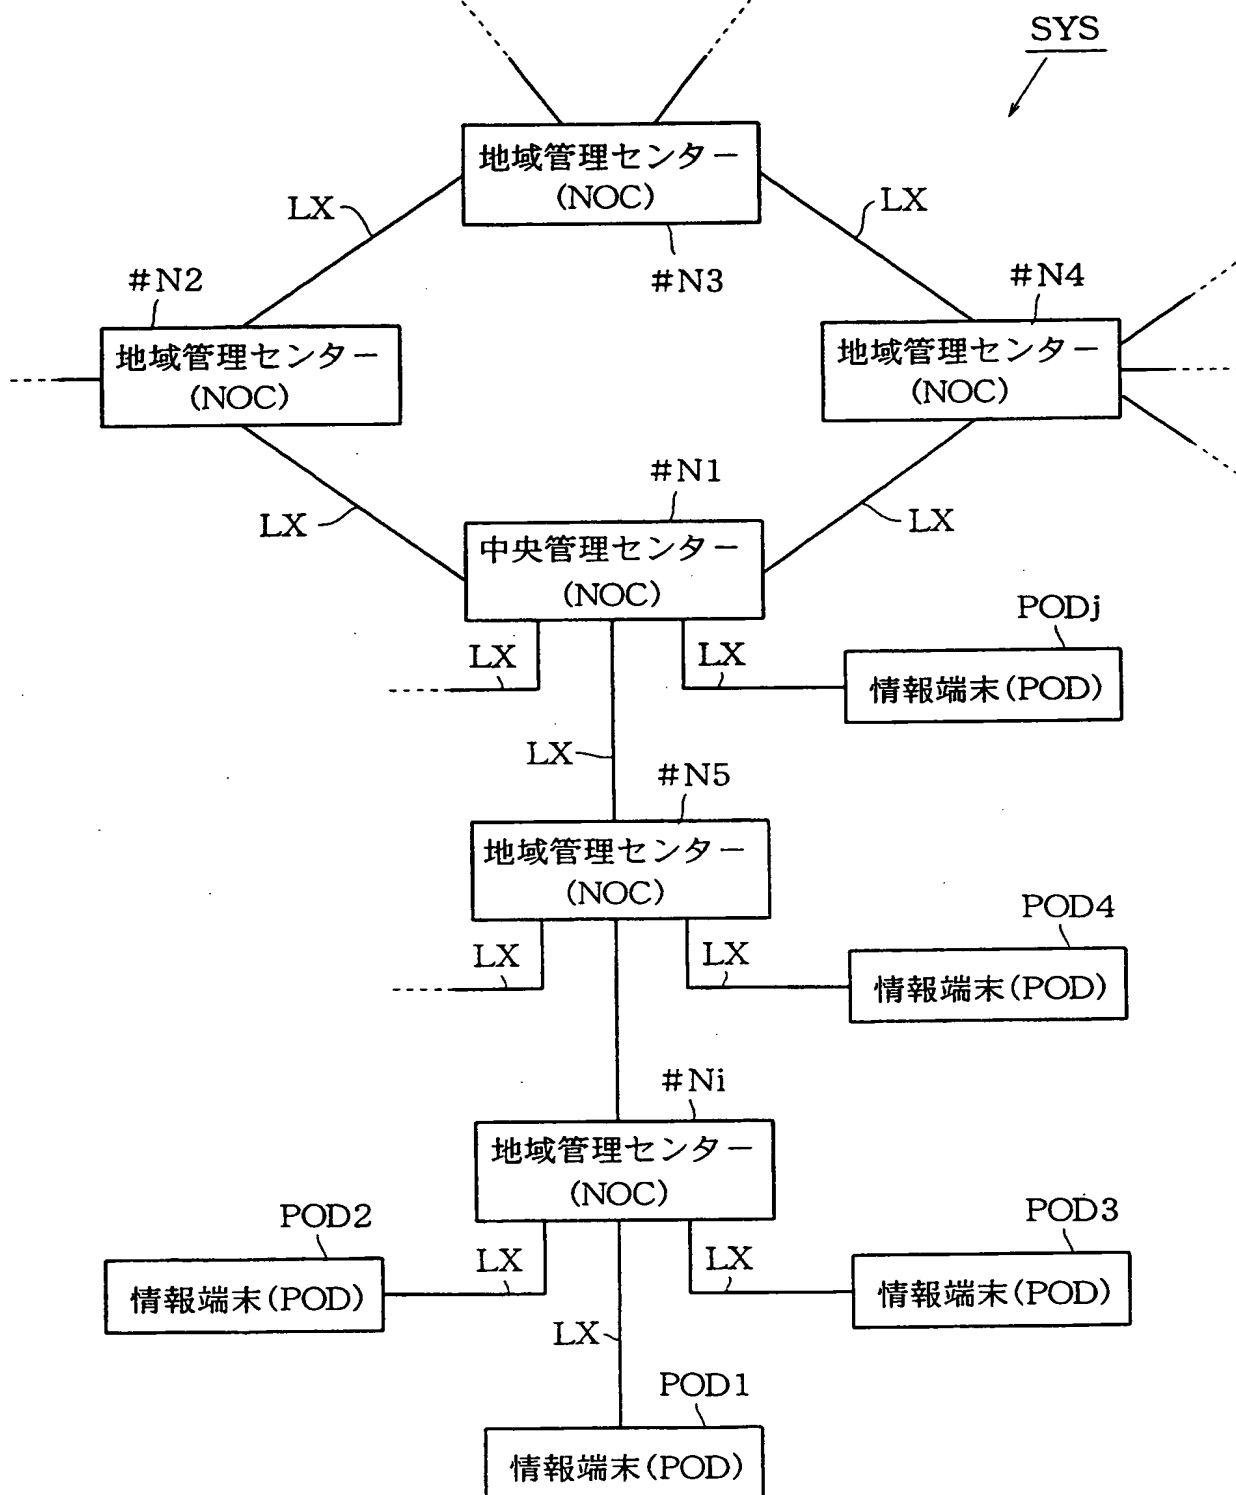 SYS
地域管理センター
(NOC)
LX
LX
#N3
#N2
#N4
地域管理センター
(NOC)
地域管理センター
(NOC)
#N1
LX
LX
中央管理センター
(NOC)
PODj
LX
LX
情報端末(POD)
LX
#N5
地域管理センター
(NOC)
POD4
LX
LX
情報端末(POD)
#Ni
地域管理センター
(NOC)
POD2
POD3
LX
LX
情報端末(POD)
情報端末(POD)
LX
POD1
情報端末(POD)